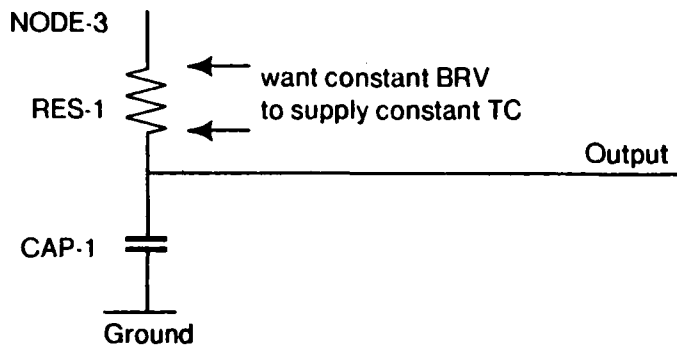 NODE-3
RES-1
want constant BRV
to supply constant TC
Output
CAP-1
Ground